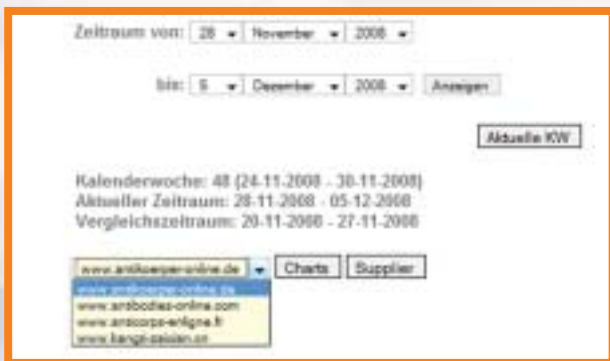 Zeitraum von: 28 November 2008
bis: 5 Dezember 2008 Anzeigen
Aktuelle KW
Kalenderwoche: 48 (24-11-2008 - 30-11-2008)
Aktueller Zeitraum: 28-11-2008 - 05-12-2008
Vergleichszeitraum: 20-11-2008 - 27-11-2008
www.antikoerper-online.de Charts Supplier
www.antikoerper-online.de
www.antibodies-online.com
www.anticorps-enligne.fr